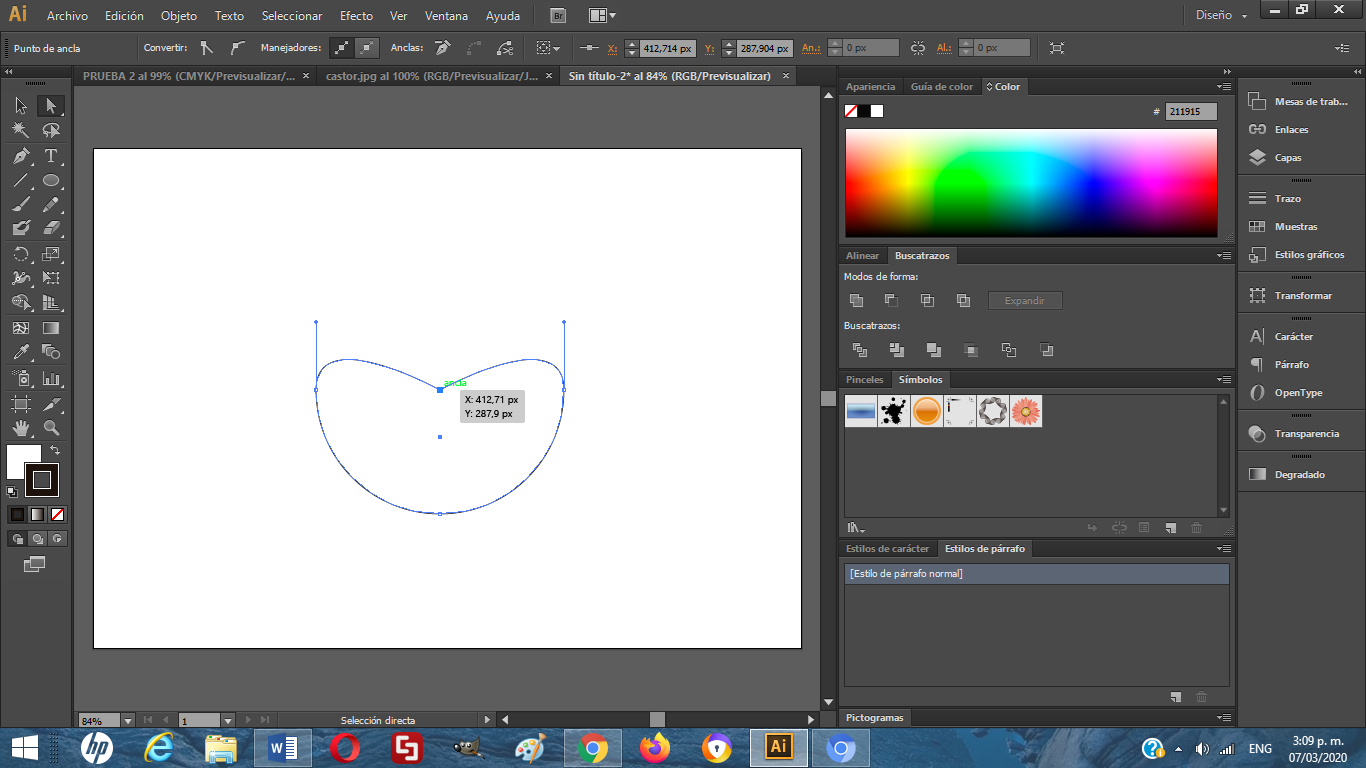 Ai Archivo Edición Objeto Texto Seleccionar Efecto Ver Ventana Ayuda Br Diseño
Punto de ancla Convertir: Manejadores: Anclas: X: 412,714 px Y: 287,904 px An.: 0 px Al.: 0 px
PRUEBA 2 al 99% (CMYK/Previsualizar/... × castor.jpg al 100% (RGB/Previsualizar/J... × Sin título-2* al 84% (RGB/Previsualizar) ×
Apariencia Guía de color Color
# 211915
Alinear Buscatrazos
Modos de forma:
Expandir
Buscatrazos:
Pinceles Símbolos
Estilos de carácter Estilos de párrafo
[Estilo de párrafo normal]
Pictogramas
Mesas de trab...
Enlaces
Capas
Trazo
Muestras
Estilos gráficos
Transformar
Carácter
Párrafo
OpenType
Transparencia
Degradado
ancla
X: 412,71 px
Y: 287,9 px
84% 1 Selección directa
hp W Ai ENG 3:09 p. m.
07/03/2020